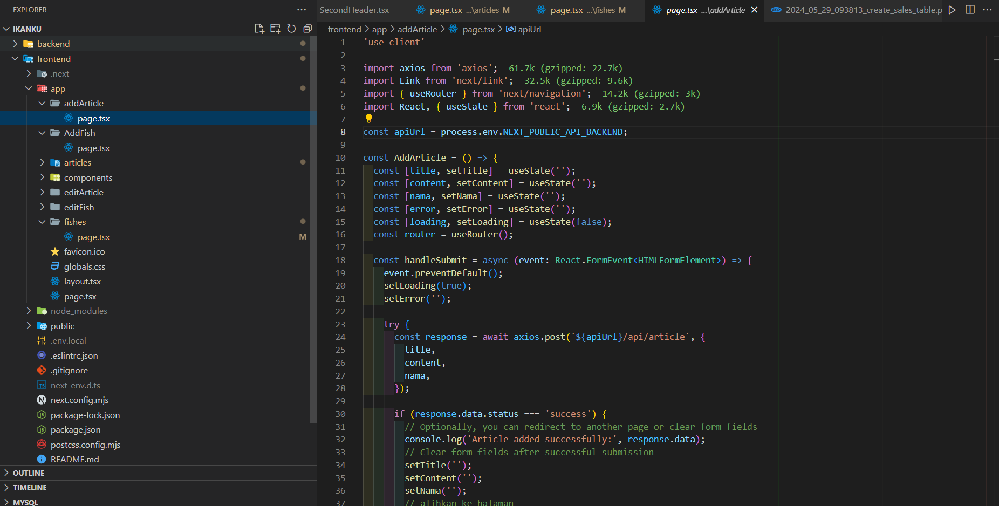 EXPLORER
IKANKU
backend
frontend
.next
app
addArticle
page.tsx
AddFish
page.tsx
articles
components
editArticle
editFish
fishes
page.tsx M
favicon.ico
globals.css
layout.tsx
page.tsx
node_modules
public
.env.local
.eslintrc.json
.gitignore
next-env.d.ts
next.config.mjs
package-lock.json
package.json
postcss.config.mjs
README.md
OUTLINE
TIMELINE
MYSQL
SecondHeader.tsx page.tsx ...\articles M page.tsx ...\fishes M page.tsx ...\addArticle 2024_05_29_093813_create_sales_table.p
frontend > app > addArticle > page.tsx > apiUrl
1 'use client'
2
3 import axios from 'axios'; 61.7k (gzipped: 22.7k)
4 import Link from 'next/link'; 32.5k (gzipped: 9.6k)
5 import { useRouter } from 'next/navigation'; 14.2k (gzipped: 3k)
6 import React, { useState } from 'react'; 6.9k (gzipped: 2.7k)
7
8 const apiUrl = process.env.NEXT_PUBLIC_API_BACKEND;
9
10 const AddArticle = () => {
11 const [title, setTitle] = useState('');
12 const [content, setContent] = useState('');
13 const [nama, setNama] = useState('');
14 const [error, setError] = useState('');
15 const [loading, setLoading] = useState(false);
16 const router = useRouter();
17
18 const handleSubmit = async (event: React.FormEvent<HTMLFormElement>) => {
19 event.preventDefault();
20 setLoading(true);
21 setError('');
22
23 try {
24 const response = await axios.post(`${apiUrl}/api/article`, {
25 title,
26 content,
27 nama,
28 });
29
30 if (response.data.status === 'success') {
31 // Optionally, you can redirect to another page or clear form fields
32 console.log('Article added successfully:', response.data);
33 // Clear form fields after successful submission
34 setTitle('');
35 setContent('');
36 setNama('');
37 // alihkan ke halaman